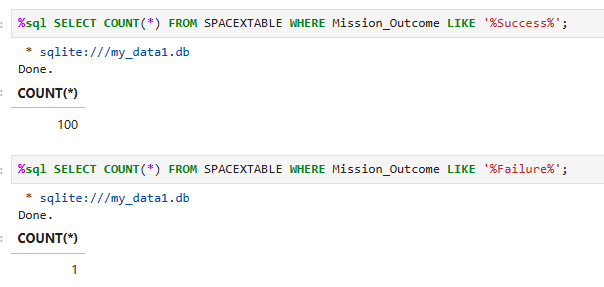 %sql SELECT COUNT(*) FROM SPACEXTABLE WHERE Mission_Outcome LIKE '%Success%';
* sqlite:///my_data1.db
Done.
COUNT(*)
100
%sql SELECT COUNT(*) FROM SPACEXTABLE WHERE Mission_Outcome LIKE '%Failure%';
* sqlite:///my_data1.db
Done.
COUNT(*)
1